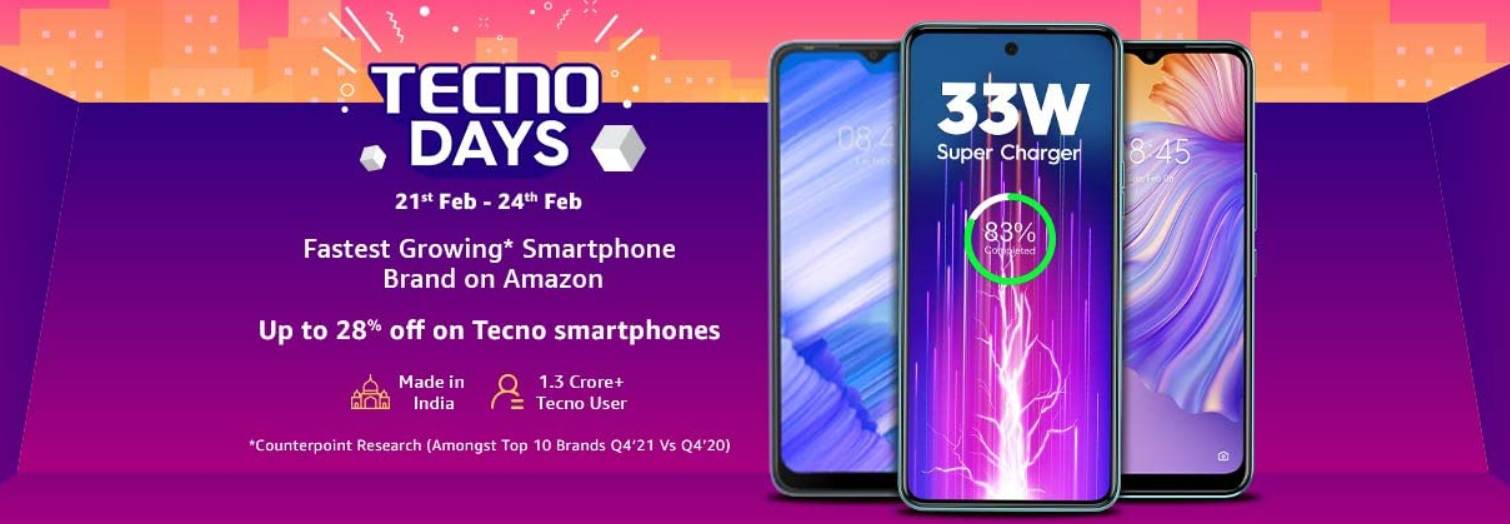 TECNO
DAYS
21st Feb - 24th Feb
Fastest Growing* Smartphone
Brand on Amazon
Up to 28% off on Tecno smartphones
Made in
India
1.3 Crore+
Tecno User
*Counterpoint Research (Amongst Top 10 Brands Q4'21 Vs Q4'20)
08:4
33W
Super Charger
83%
Completed
8:45